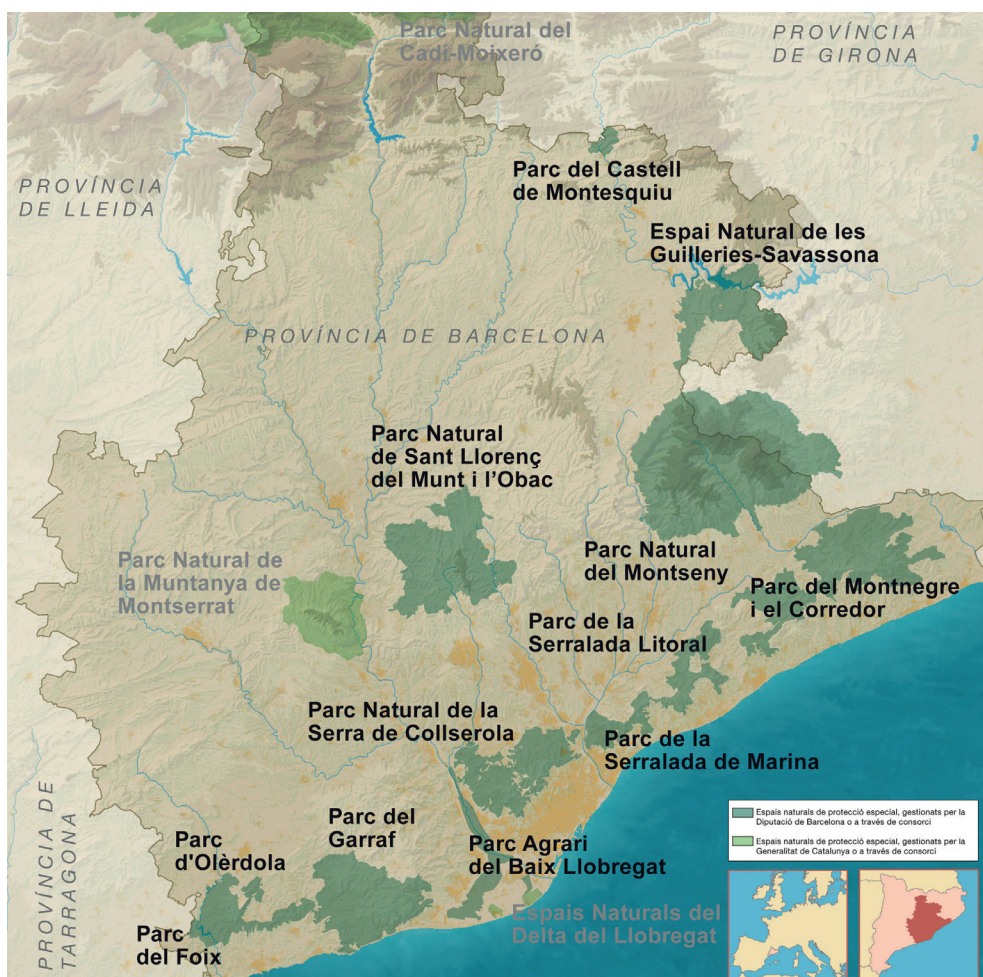 Parc Natural del
Cadí-Moixeró
PROVÍNCIA
DE GIRONA
Parc del Castell
de Montesquiu
PROVÍNCIA
DE LLEIDA
Espai Natural de les
Guilleries-Savassona
PROVÍNCIA DE BARCELONA
Parc Natural
de Sant Llorenç
del Munt i l'Obac
Parc Natural de
la Muntanya de
Montserrat
Parc Natural
del Montseny
Parc del Montnegre
i el Corredor
Parc de la
Serralada Litoral
Parc Natural de la
Serra de Collserola
Parc de la
Serralada de Marina
PROVÍNCIA DE
TARRAGONA
Parc
d'Olèrdola
Parc del
Garraf
Parc Agrari
del Baix Llobregat
Parc
del Foix
Espais Naturals del
Delta del Llobregat
Espais naturals de protecció especial, gestionats per la
Diputació de Barcelona o a través de consorci
Espais naturals de protecció especial, gestionats per la
Generalitat de Catalunya o a través de consorci